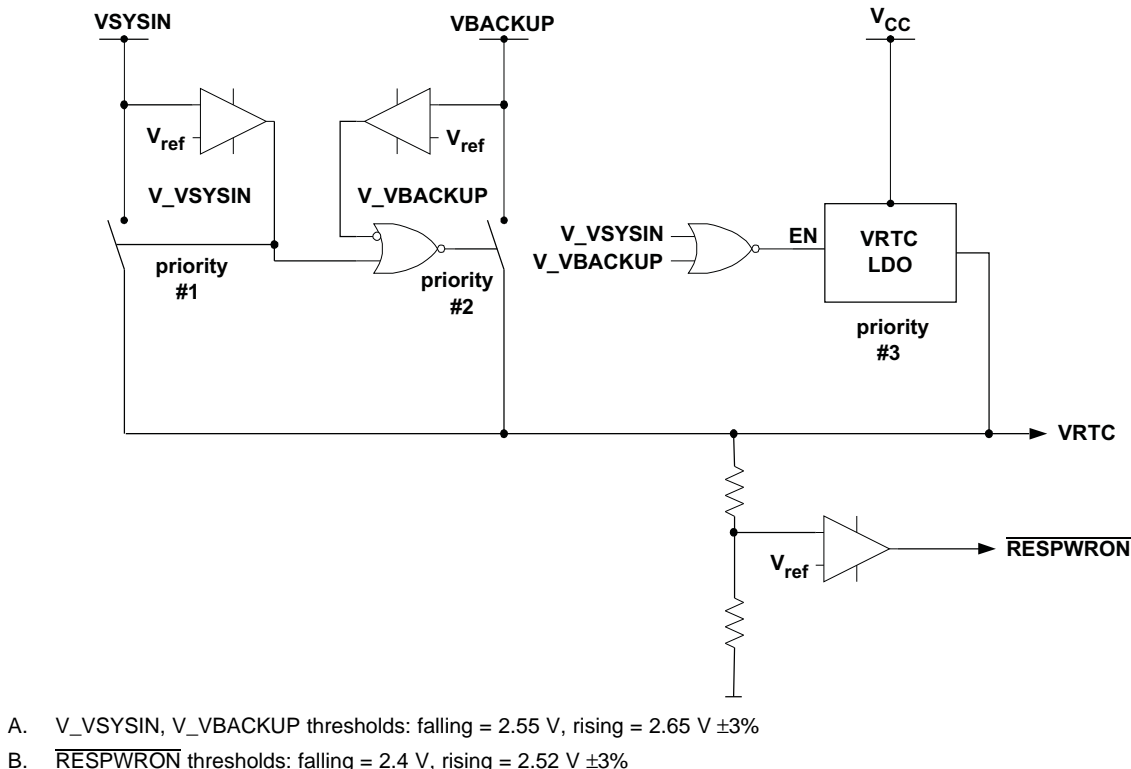 VSYSIN
VBACKUP
VCC
Vref
Vref
V_VSYSIN
V_VBACKUP
priority
#1
priority
#2
V_VSYSIN
V_VBACKUP
EN
VRTC
LDO
priority
#3
VRTC
Vref
RESPWRON
A. V_VSYSIN, V_VBACKUP thresholds: falling = 2.55 V, rising = 2.65 V ±3%
B. RESPWRON thresholds: falling = 2.4 V, rising = 2.52 V ±3%